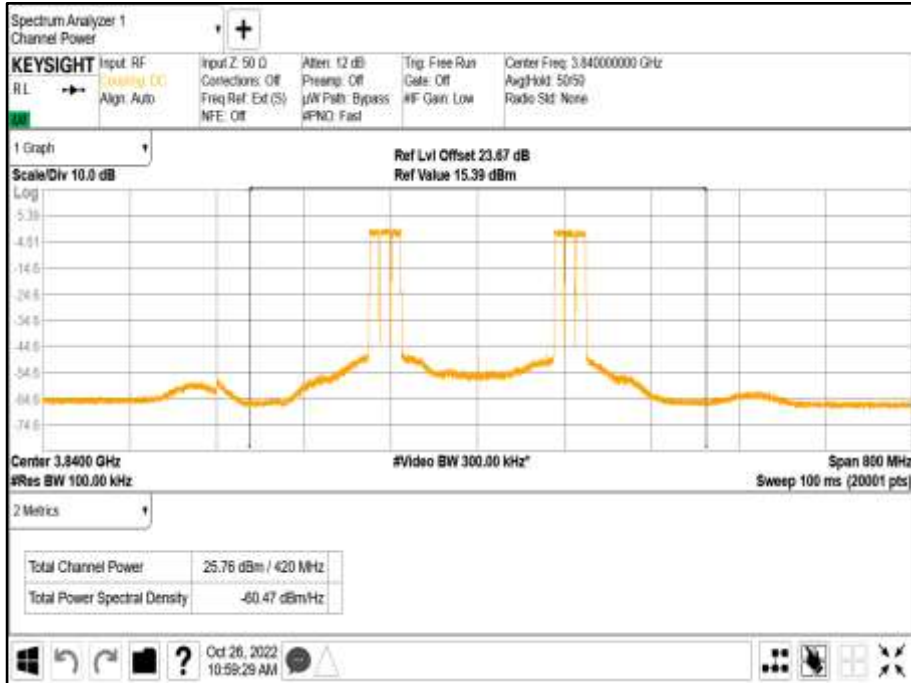 Spectrum Analyzer 1
Channel Power
+
KEYSIGHT
RL
Input: RF
Coupling: DC
Align: Auto
Input Z: 50 Ω
Corrections: Off
Freq Ref: Ext (S)
NFE: Off
Atten: 12 dB
Preamp: Off
µW Path: Bypass
#PNO: Fast
Trig: Free Run
Gate: Off
#IF Gain: Low
Center Freq: 3.840000000 GHz
Avg|Hold: 50/50
Radio Std: None
1 Graph
Scale/Div 10.0 dB
Ref Lvl Offset 23.67 dB
Ref Value 15.39 dBm
Log
5.39
-4.61
-14.6
-24.6
-34.6
-44.6
-54.6
-64.6
-74.6
Center 3.8400 GHz
#Res BW 100.00 kHz
#Video BW 300.00 kHz*
Span 800 MHz
Sweep 100 ms (20001 pts)
2 Metrics
Total Channel Power 25.76 dBm / 420 MHz
Total Power Spectral Density -60.47 dBm/Hz
?
Oct 26, 2022
10:59:29 AM